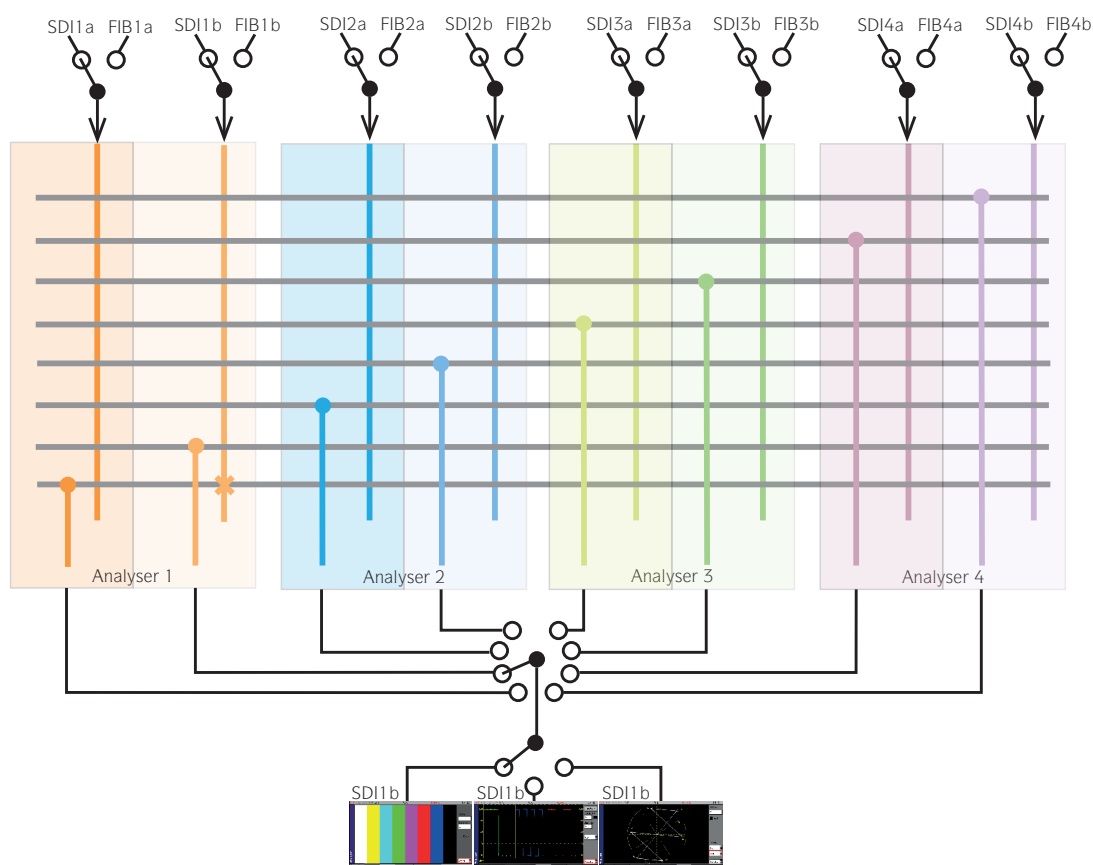 SDI1a FIB1a SDI1b FIB1b SDI2a FIB2a SDI2b FIB2b SDI3a FIB3a SDI3b FIB3b SDI4a FIB4a SDI4b FIB4b
Analyser 1 Analyser 2 Analyser 3 Analyser 4
SDI1b SDI1b SDI1b